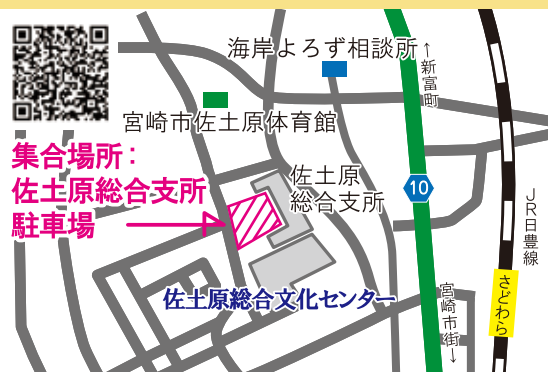 海岸よろず相談所
↑新富町
宮崎市佐土原体育館
集合場所：
佐土原総合支所
駐車場
佐土原
総合支所
10
JR日豊線
さどわら
佐土原総合文化センター
宮崎市街↓